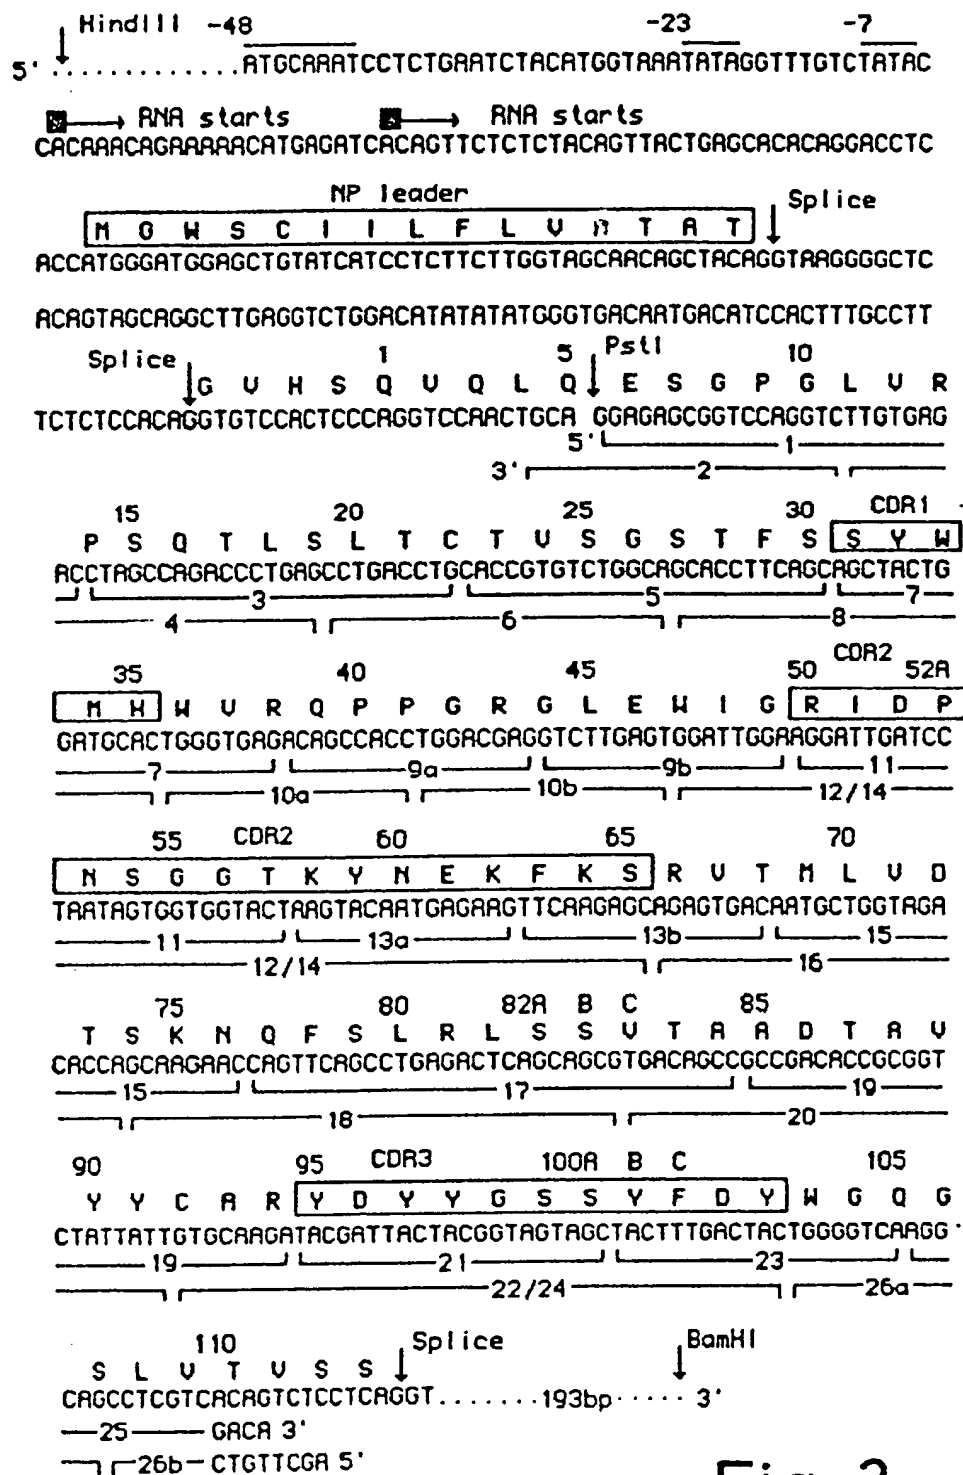 HindIII -48 -23 -7
5' .............ATGCAAATCCTCTGAATCTACATGGTAAATATAGGTTTGTCTATAC
RNA starts RNA starts
CACAAACAGAAAAACATGAGATCACAGTTCTCTCTACAGTTACTGAGCACACAGGACCTC
NP leader Splice
M G W S C I I L F L V T A T
ACCATGGGATGGAGCTGTATCATCCTCTTCTTGGTAGCAACAGCTACAGGTAAGGGGCTC
ACAGTAGCAGGCTTGAGGTCTGGACATATATATGGGTGACAATGACATCCACTTTGCCTT
Splice 1 5 PstI 10
G V H S Q V Q L Q E S G P G L V R
TCTCTCCACAGGTGTCCACTCCCAGGTCCAACTGCA GGAGAGCGGTCCAGGTCTTGTGAG
5' 1
3' 2
15 20 25 30 CDR1
P S Q T L S L T C T V S G S T F S S Y W
ACCTAGCCAGACCCTGAGCCTGACCTGCACCGTGTCTGGCAGCACCTTCAGCAGCTACTG
3 5 7
4 6 8
35 40 45 50 CDR2 52A
M H W V R Q P P G R G L E W I G R I D P
GATGCACTGGGTGAGACAGCCACCTGGACGAGGTCTTGAGTGGATTGGAAGGATTGATCC
7 9a 9b 11
10a 10b 12/14
55 CDR2 60 65 70
N S G G T K Y N E K F K S R V T M L V D
TAATAGTGGTGGTACTAAGTACAATGAGAAGTTCAAGAGCAGAGTGACAATGCTGGTAGA
11 13a 13b 15
12/14 16
75 80 82A B C 85
T S K N Q F S L R L S S V T A A D T A V
CACCAGCAAGAACCAGTTCAGCCTGAGACTCAGCAGCGTGACAGCCGCCGACACCGCGGT
15 17 19
18 20
90 95 CDR3 100A B C 105
Y Y C A R Y D Y Y G S S Y F D Y W G Q G
CTATTATTGTGCAAGATACGATTACTACGGTAGTAGCTACTTTGACTACTGGGGTCAAGG
19 21 23
22/24 26a
110 Splice BamHI
S L V T V S S
CAGCCTCGTCACAGTCTCCTCAGGT.......193bp...... 3'
25 GACA 3'
26b CTGTTCGA 5'